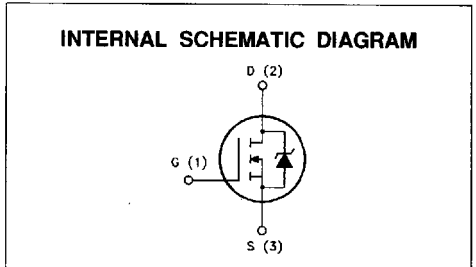 INTERNAL SCHEMATIC DIAGRAM
D (2)
G (1)
S (3)